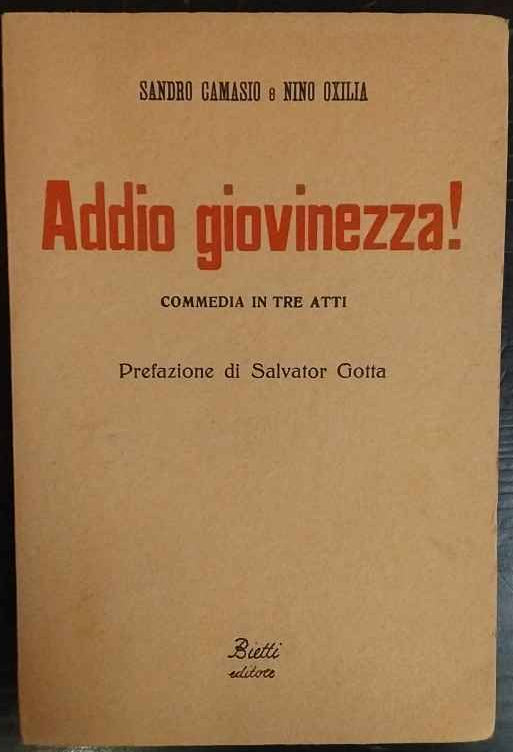 SANDRO CAMASIO e NINO OXILIA
Addio giovinezza!
COMMEDIA IN TRE ATTI
Prefazione di Salvator Gotta
Bietti
editore